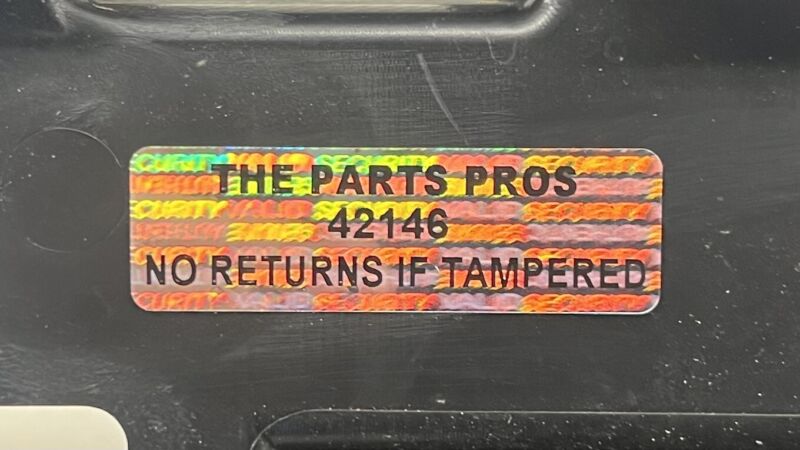 THE PARTS PROS
42146
NO RETURNS IF TAMPERED